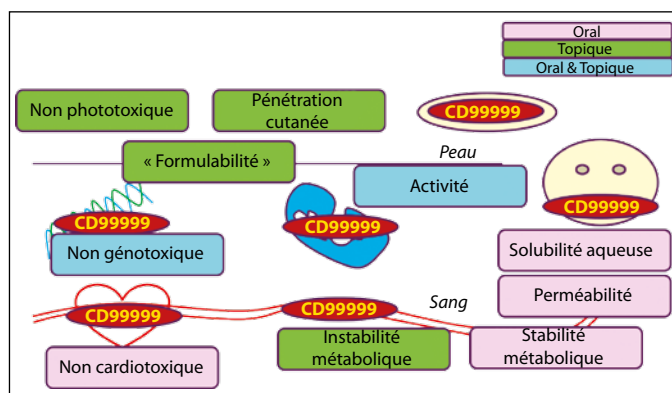 Oral
Topique
Oral & Topique
Non phototoxique
Pénétration
cutanée
CD99999
Peau
« Formulabilité »
Activité
CD99999
CD99999
CD99999
Non génotoxique
Solubilité aqueuse
Perméabilité
Sang
CD99999
CD99999
Instabilité
métabolique
Stabilité
métabolique
Non cardiotoxique